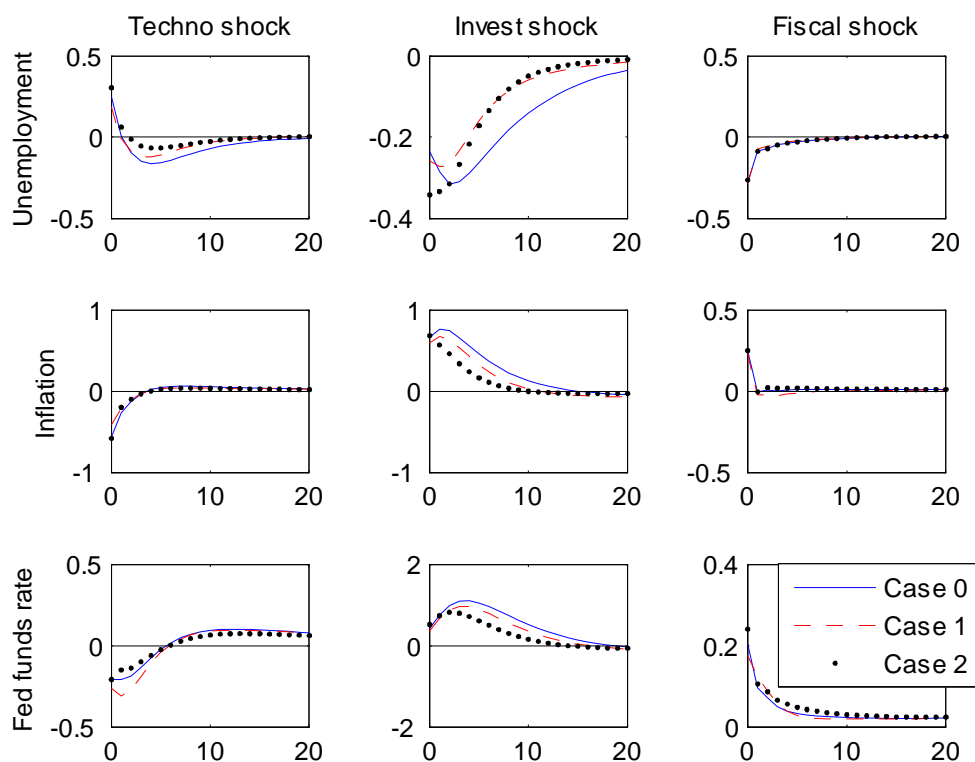 Techno shock
Invest shock
Fiscal shock
Unemployment
0.5
0
-0.5
0 10 20
0
-0.2
-0.4
0 10 20
0.5
0
-0.5
0 10 20
Inflation
1
0
-1
0 10 20
1
0
-1
0 10 20
0.5
0
-0.5
0 10 20
Fed funds rate
0.5
0
-0.5
0 10 20
2
0
-2
0 10 20
0.4
0.2
0
0 10 20
Case 0
Case 1
Case 2